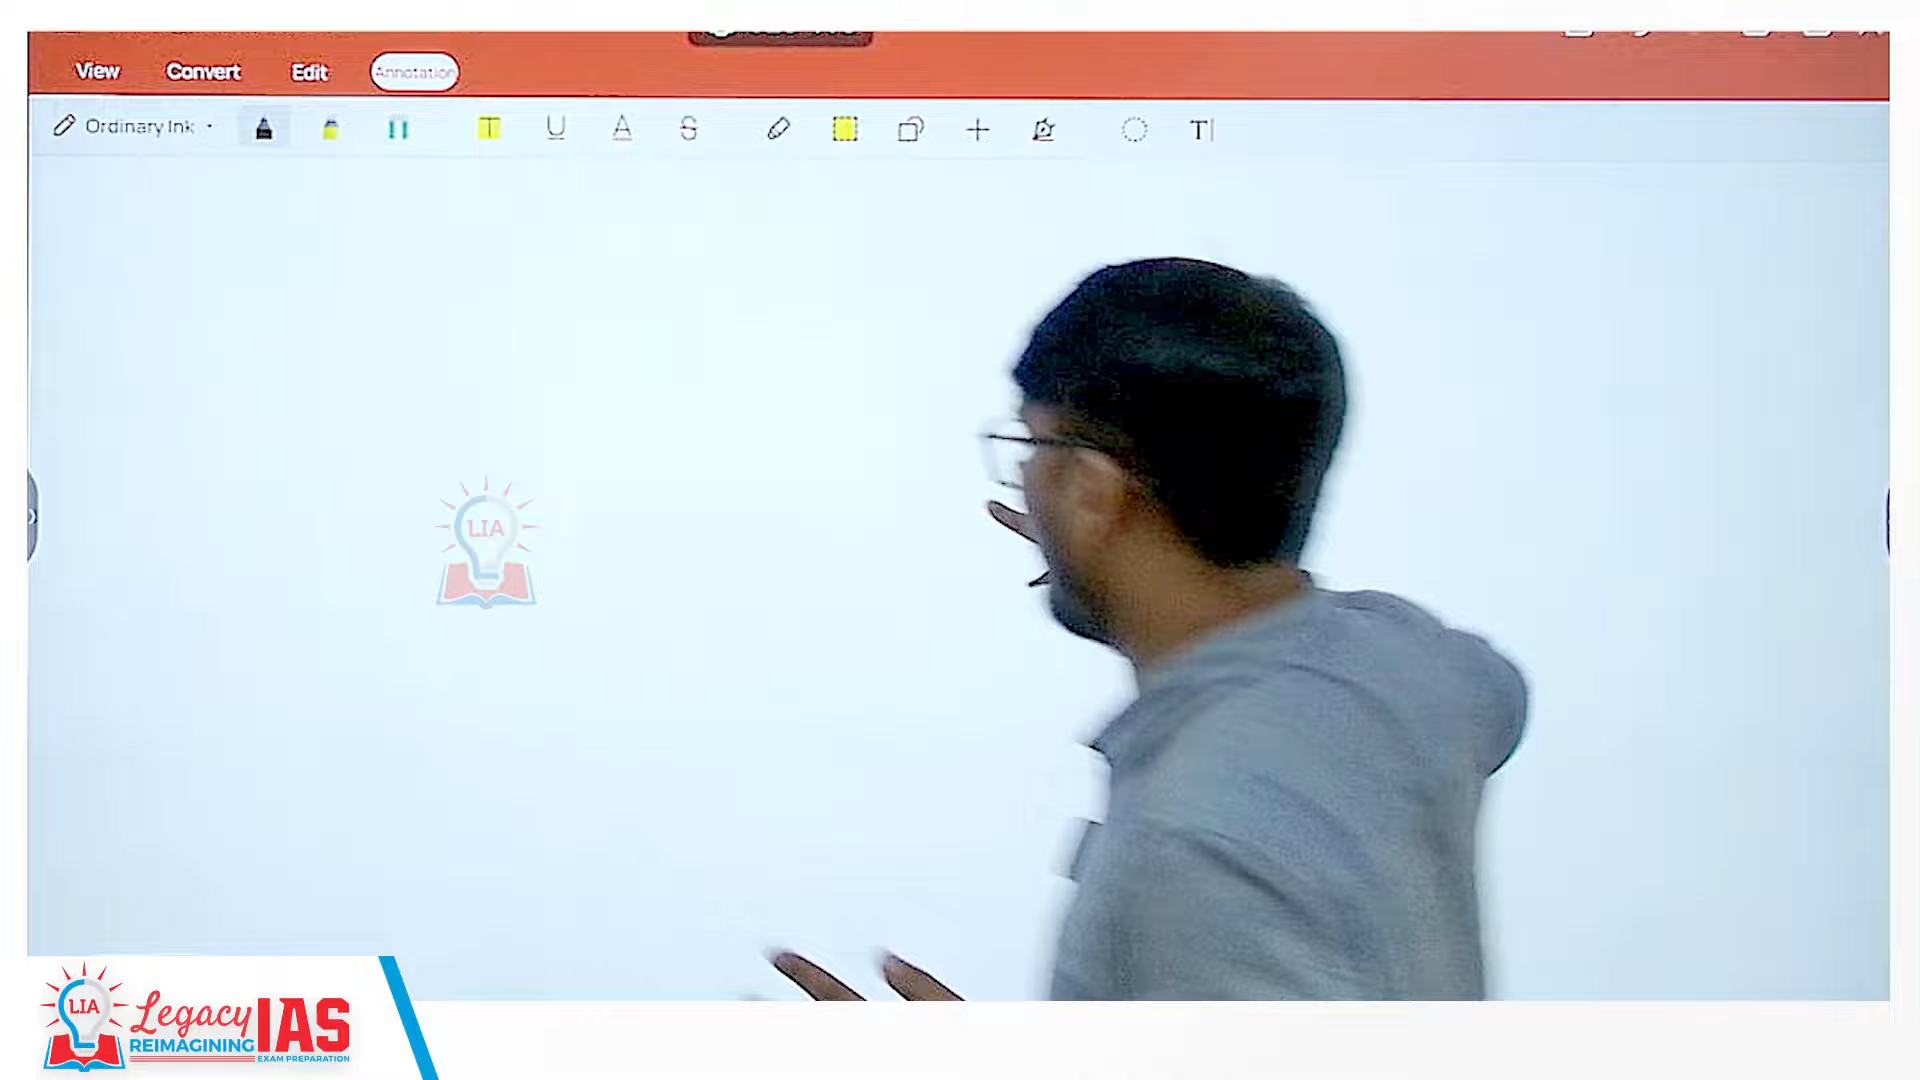 View Convert Edit Annotation
Ordinary Ink T U A S T
LIA
LIA Legacy IAS
REIMAGINING
EXAM PREPARATION